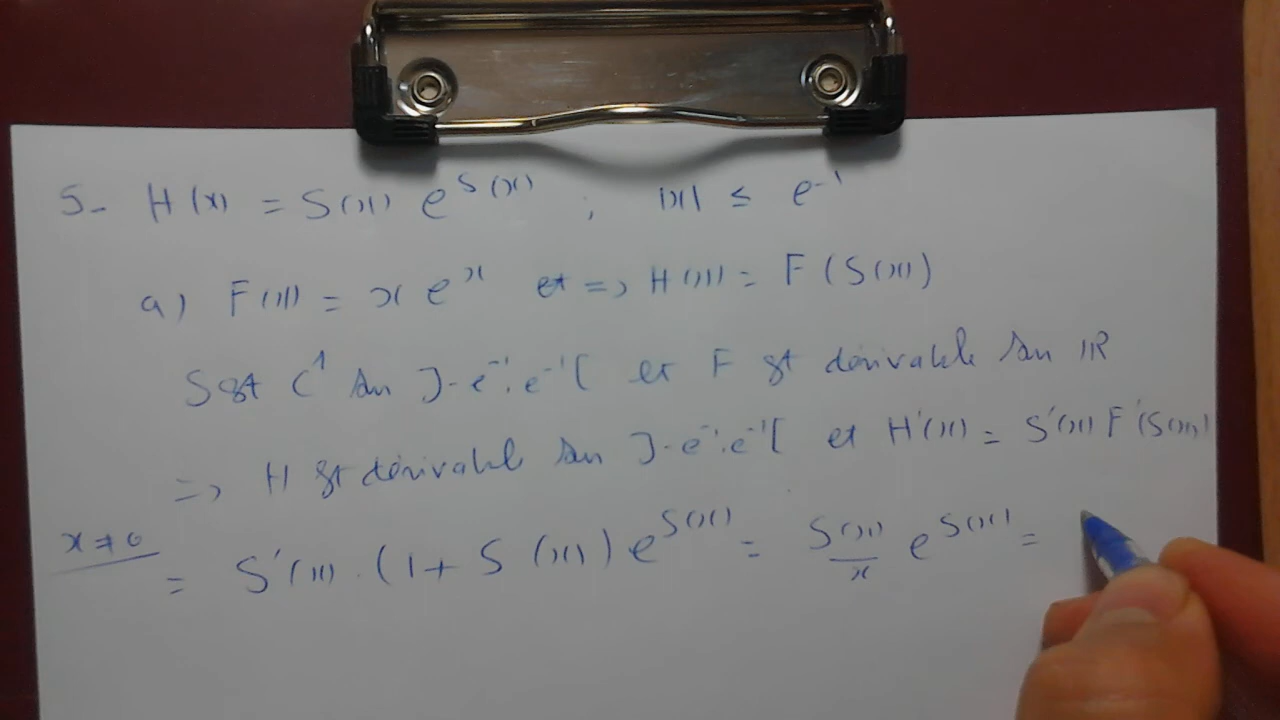 5- H(x) = S(x) e^{S(x)} ; |x| ≤ e^{-1}
a) F(x) = x e^x et => H(x) = F(S(x))
S est C^1 sur ]-e^{-1}, e^{-1}[ et F est dérivable sur IR
=> H est dérivable sur ]-e^{-1}, e^{-1}[ et H'(x) = S'(x) F'(S(x))
x ≠ 0
= S'(x) . (1 + S(x)) e^{S(x)} = S(x)/x e^{S(x)} =